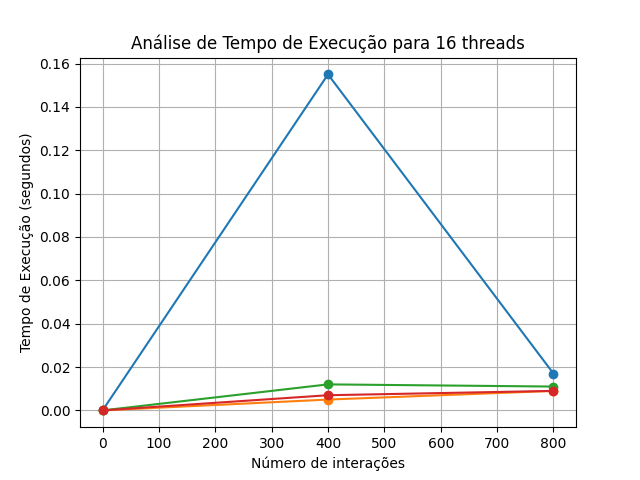 Análise de Tempo de Execução para 16 threads
0.16
0.14
0.12
0.10
0.08
0.06
0.04
0.02
0.00
Tempo de Execução (segundos)
0 100 200 300 400 500 600 700 800
Número de interações